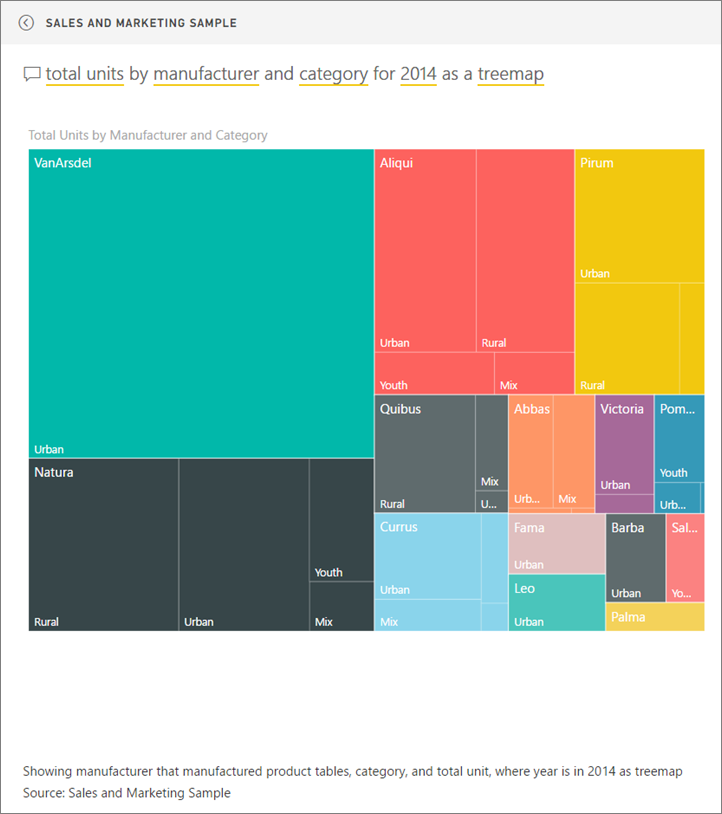 SALES AND MARKETING SAMPLE
total units by manufacturer and category for 2014 as a treemap
Total Units by Manufacturer and Category
VanArsdel
Urban
Natura
Rural
Urban
Youth
Mix
Aliqui
Urban
Rural
Youth
Mix
Pirum
Urban
Rural
Quibus
Rural
Mix
U...
Abbas
Urb...
Mix
Victoria
Urban
Pom...
Youth
Urb...
Currus
Urban
Mix
Fama
Urban
Leo
Urban
Barba
Urban
Sal...
Yo...
Palma
Showing manufacturer that manufactured product tables, category, and total unit, where year is in 2014 as treemap
Source: Sales and Marketing Sample